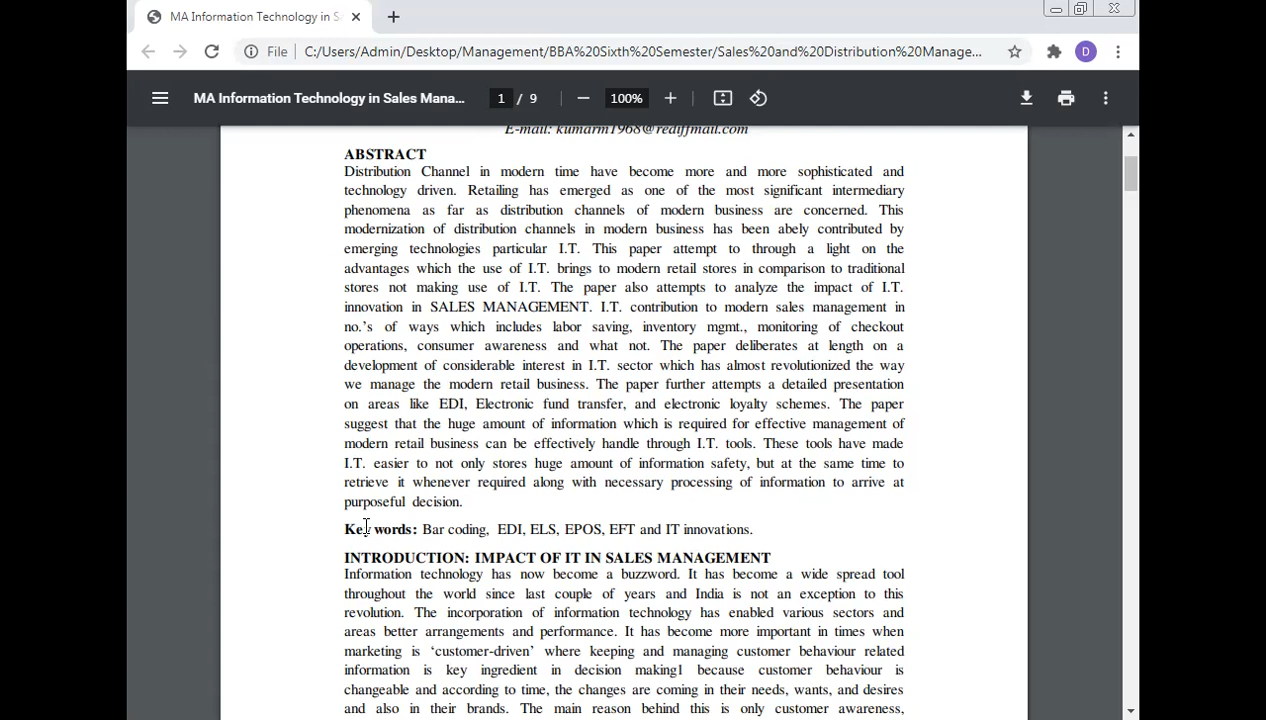 MA Information Technology in S
File
C:/Users/Admin/Desktop/Management/BBA%20Sixth%20Semester/Sales%20and%20Distribution%20Manage...
D
MA Information Technology in Sales Mana...
1 / 9
100%
E-mail: kumarm1968@rediffmail.com
ABSTRACT
Distribution Channel in modern time have become more and more sophisticated and
technology driven. Retailing has emerged as one of the most significant intermediary
phenomena as far as distribution channels of modern business are concerned. This
modernization of distribution channels in modern business has been abely contributed by
emerging technologies particular I.T. This paper attempt to through a light on the
advantages which the use of I.T. brings to modern retail stores in comparison to traditional
stores not making use of I.T. The paper also attempts to analyze the impact of I.T.
innovation in SALES MANAGEMENT. I.T. contribution to modern sales management in
no.'s of ways which includes labor saving, inventory mgmt., monitoring of checkout
operations, consumer awareness and what not. The paper deliberates at length on a
development of considerable interest in I.T. sector which has almost revolutionized the way
we manage the modern retail business. The paper further attempts a detailed presentation
on areas like EDI, Electronic fund transfer, and electronic loyalty schemes. The paper
suggest that the huge amount of information which is required for effective management of
modern retail business can be effectively handle through I.T. tools. These tools have made
I.T. easier to not only stores huge amount of information safety, but at the same time to
retrieve it whenever required along with necessary processing of information to arrive at
purposeful decision.
Key words: Bar coding, EDI, ELS, EPOS, EFT and IT innovations.
INTRODUCTION: IMPACT OF IT IN SALES MANAGEMENT
Information technology has now become a buzzword. It has become a wide spread tool
throughout the world since last couple of years and India is not an exception to this
revolution. The incorporation of information technology has enabled various sectors and
areas better arrangements and performance. It has become more important in times when
marketing is ‘customer-driven’ where keeping and managing customer behaviour related
information is key ingredient in decision making1 because customer behaviour is
changeable and according to time, the changes are coming in their needs, wants, and desires
and also in their brands. The main reason behind this is only customer awareness,